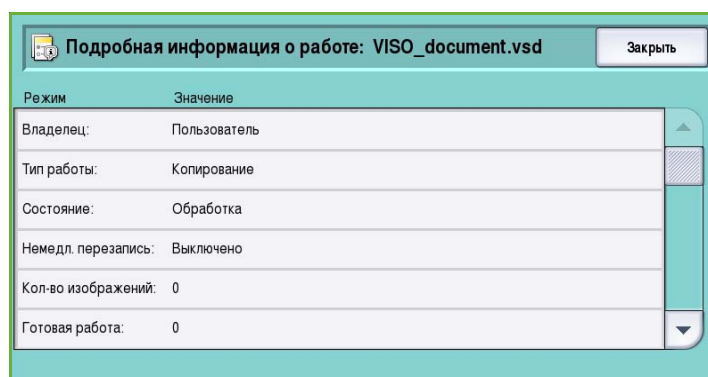 Подробная информация о работе: VISO_document.vsd
Закрыть
Режим Значение
Владелец: Пользователь
Тип работы: Копирование
Состояние: Обработка
Немедл. перезапись: Выключено
Кол-во изображений: 0
Готовая работа: 0